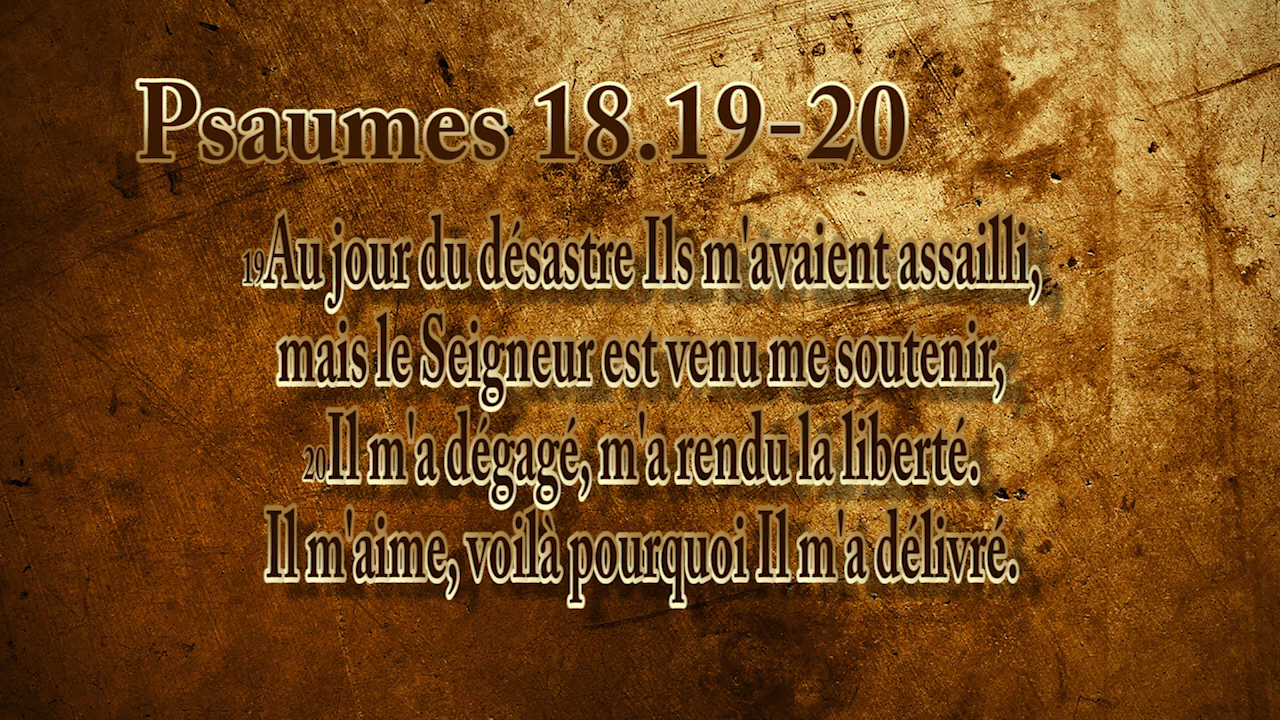 Psaumes 18.19-20
19Au jour du désastre Ils m'avaient assailli,
mais le Seigneur est venu me soutenir,
20Il m'a dégagé, m'a rendu la liberté.
Il m'aime, voilà pourquoi Il m'a délivré.